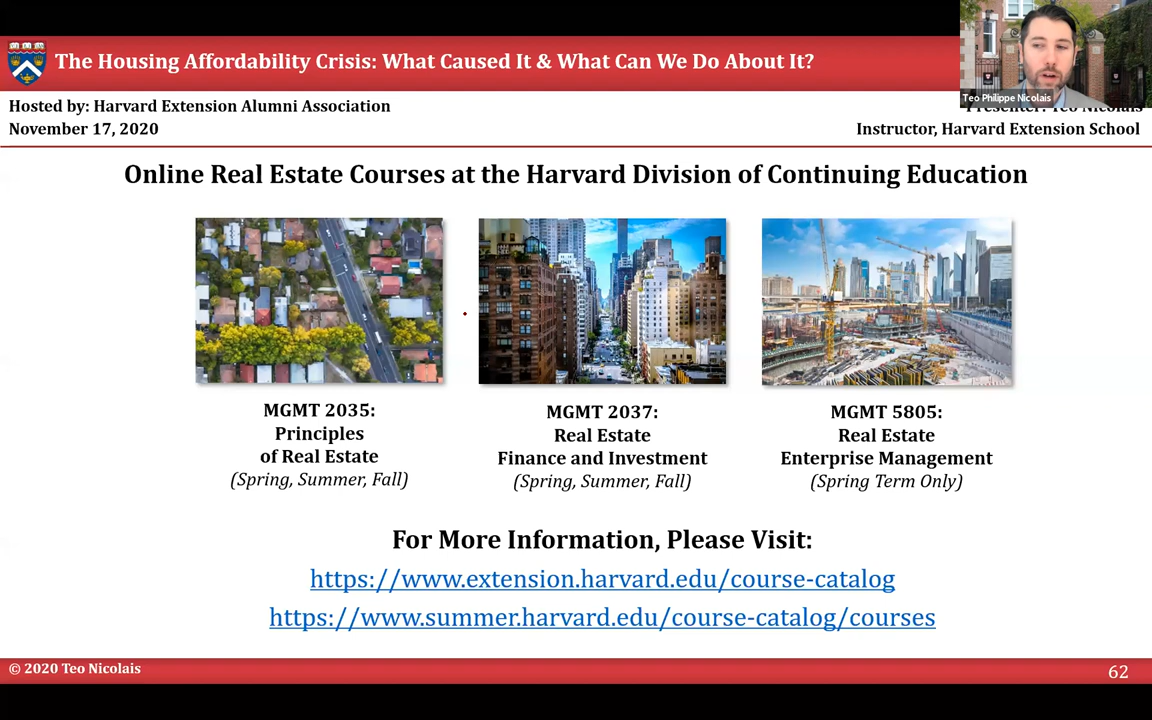 The Housing Affordability Crisis: What Caused It & What Can We Do About It?
Teo Philippe Nicolais
Hosted by: Harvard Extension Alumni Association
November 17, 2020
Instructor, Harvard Extension School
Online Real Estate Courses at the Harvard Division of Continuing Education
MGMT 2035:
Principles
of Real Estate
(Spring, Summer, Fall)
MGMT 2037:
Real Estate
Finance and Investment
(Spring, Summer, Fall)
MGMT 5805:
Real Estate
Enterprise Management
(Spring Term Only)
For More Information, Please Visit:
https://www.extension.harvard.edu/course-catalog
https://www.summer.harvard.edu/course-catalog/courses
© 2020 Teo Nicolais
62